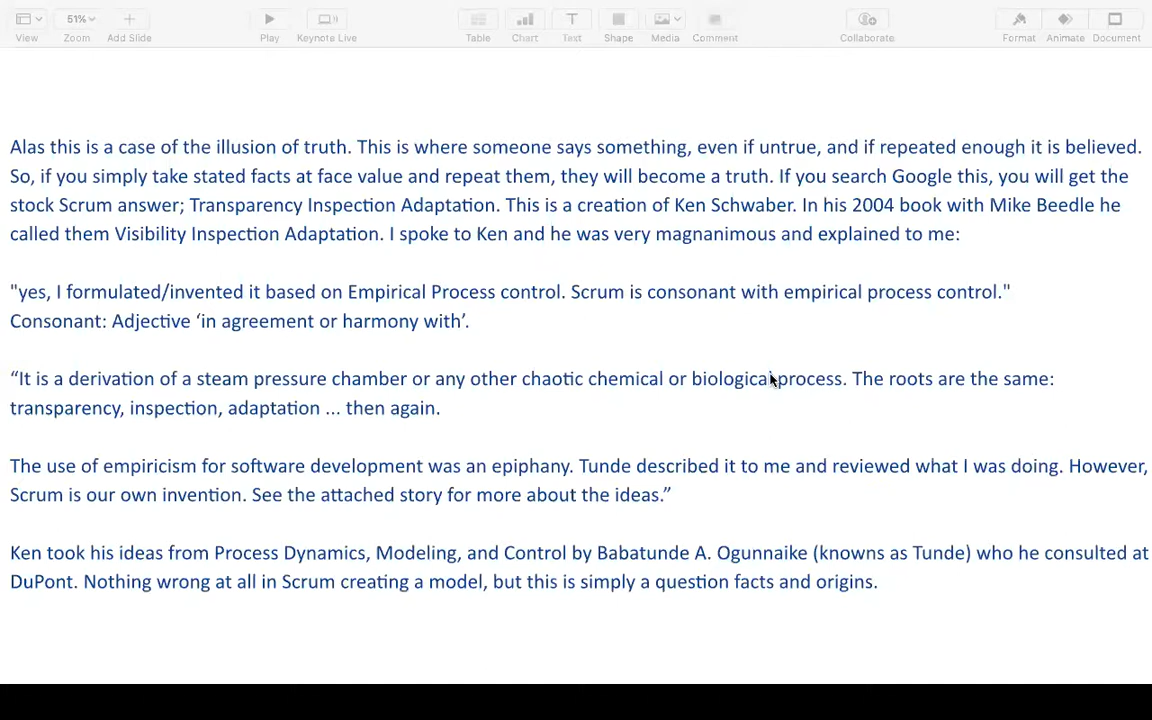 View
51%
Zoom
Add Slide
Play
Keynote Live
Table
Chart
Text
Shape
Media
Comment
Collaborate
Format
Animate
Document
Alas this is a case of the illusion of truth. This is where someone says something, even if untrue, and if repeated enough it is believed.
So, if you simply take stated facts at face value and repeat them, they will become a truth. If you search Google this, you will get the
stock Scrum answer; Transparency Inspection Adaptation. This is a creation of Ken Schwaber. In his 2004 book with Mike Beedle he
called them Visibility Inspection Adaptation. I spoke to Ken and he was very magnanimous and explained to me:
"yes, I formulated/invented it based on Empirical Process control. Scrum is consonant with empirical process control."
Consonant: Adjective ‘in agreement or harmony with’.
“It is a derivation of a steam pressure chamber or any other chaotic chemical or biological process. The roots are the same:
transparency, inspection, adaptation ... then again.
The use of empiricism for software development was an epiphany. Tunde described it to me and reviewed what I was doing. However,
Scrum is our own invention. See the attached story for more about the ideas.”
Ken took his ideas from Process Dynamics, Modeling, and Control by Babatunde A. Ogunnaike (knowns as Tunde) who he consulted at
DuPont. Nothing wrong at all in Scrum creating a model, but this is simply a question facts and origins.